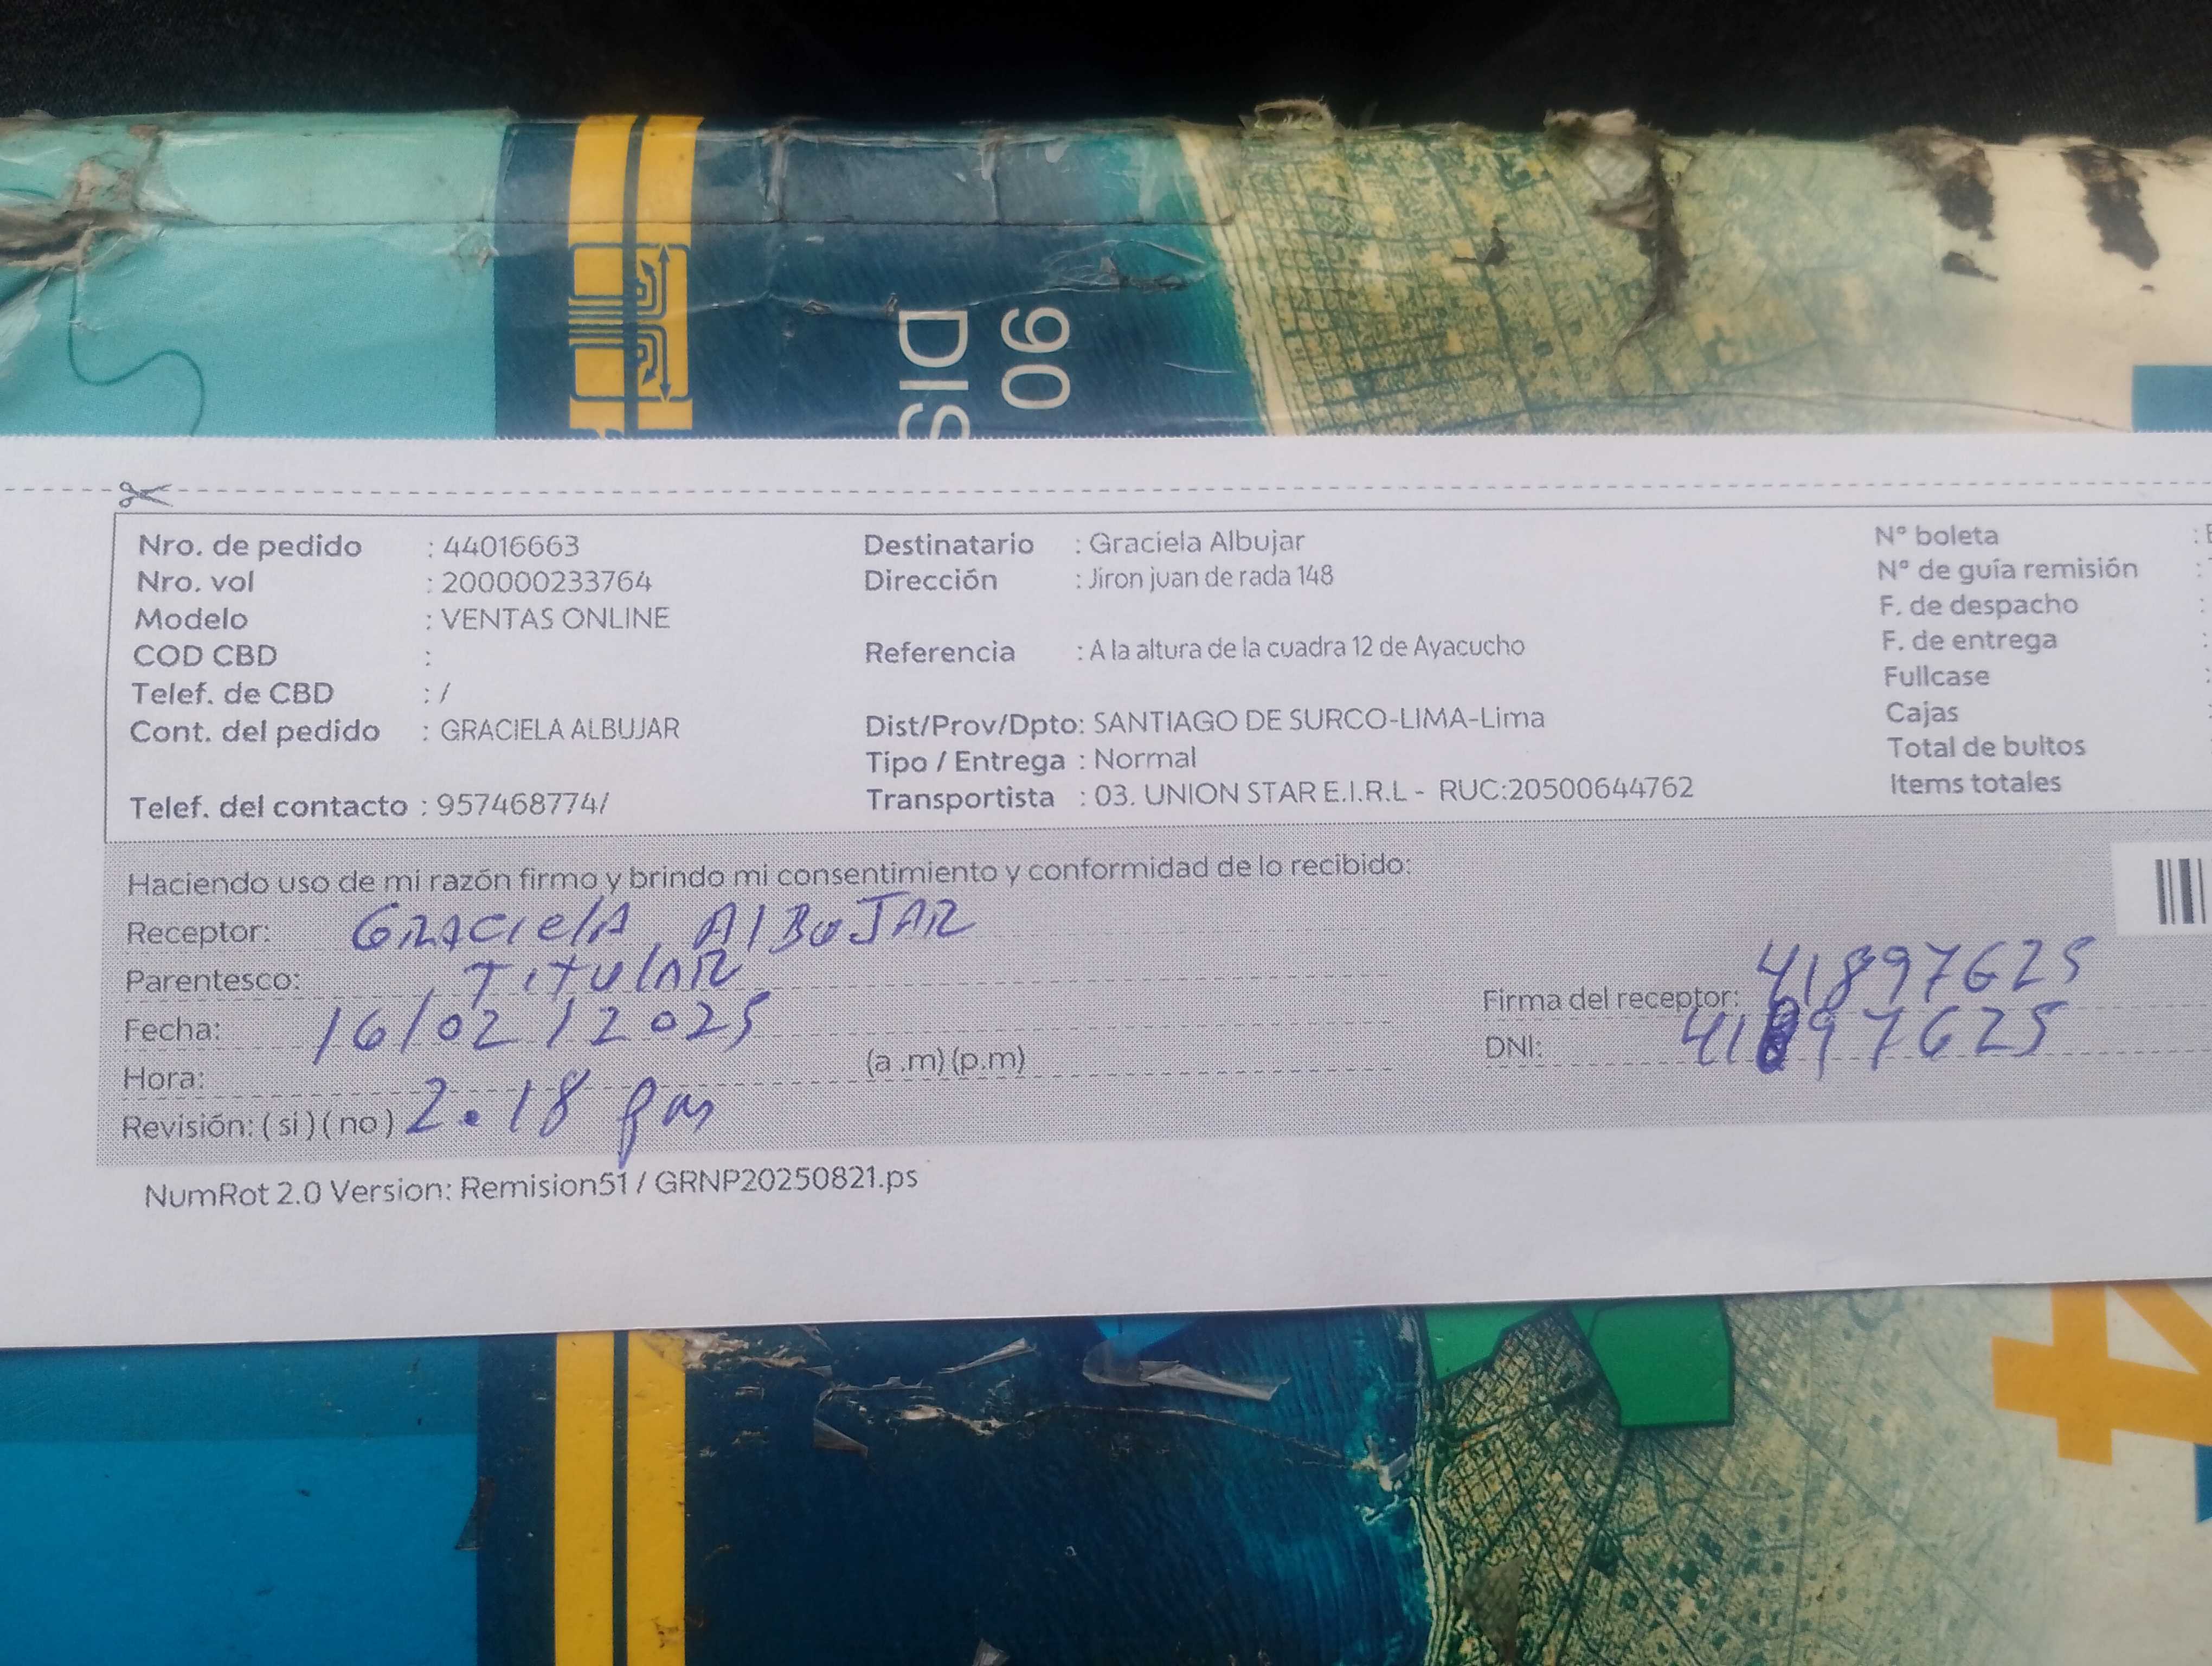 90
DIS
Nro. de pedido : 44016663
Nro. vol : 200000233764
Modelo : VENTAS ONLINE
COD CBD :
Telef. de CBD : /
Cont. del pedido : GRACIELA ALBUJAR
Telef. del contacto : 957468774/
Destinatario : Graciela Albujar
Dirección : Jiron juan de rada 148
Referencia : A la altura de la cuadra 12 de Ayacucho
Dist/Prov/Dpto: SANTIAGO DE SURCO-LIMA-Lima
Tipo / Entrega : Normal
Transportista : 03. UNION STAR E.I.R.L - RUC:20500644762
N° boleta :
N° de guía remisión :
F. de despacho :
F. de entrega :
Fullcase :
Cajas :
Total de bultos
Items totales
Haciendo uso de mi razón firmo y brindo mi consentimiento y conformidad de lo recibido:
Receptor: GRACIelA AlBUJAR
Parentesco: TITUlAR
Fecha: 16/02/2025
Hora: (a .m) (p.m)
Revisión: ( si ) ( no ) 2.18 pm
Firma del receptor: 41897625
DNI: 41897625
NumRot 2.0 Version: Remision51 / GRNP20250821.ps
4